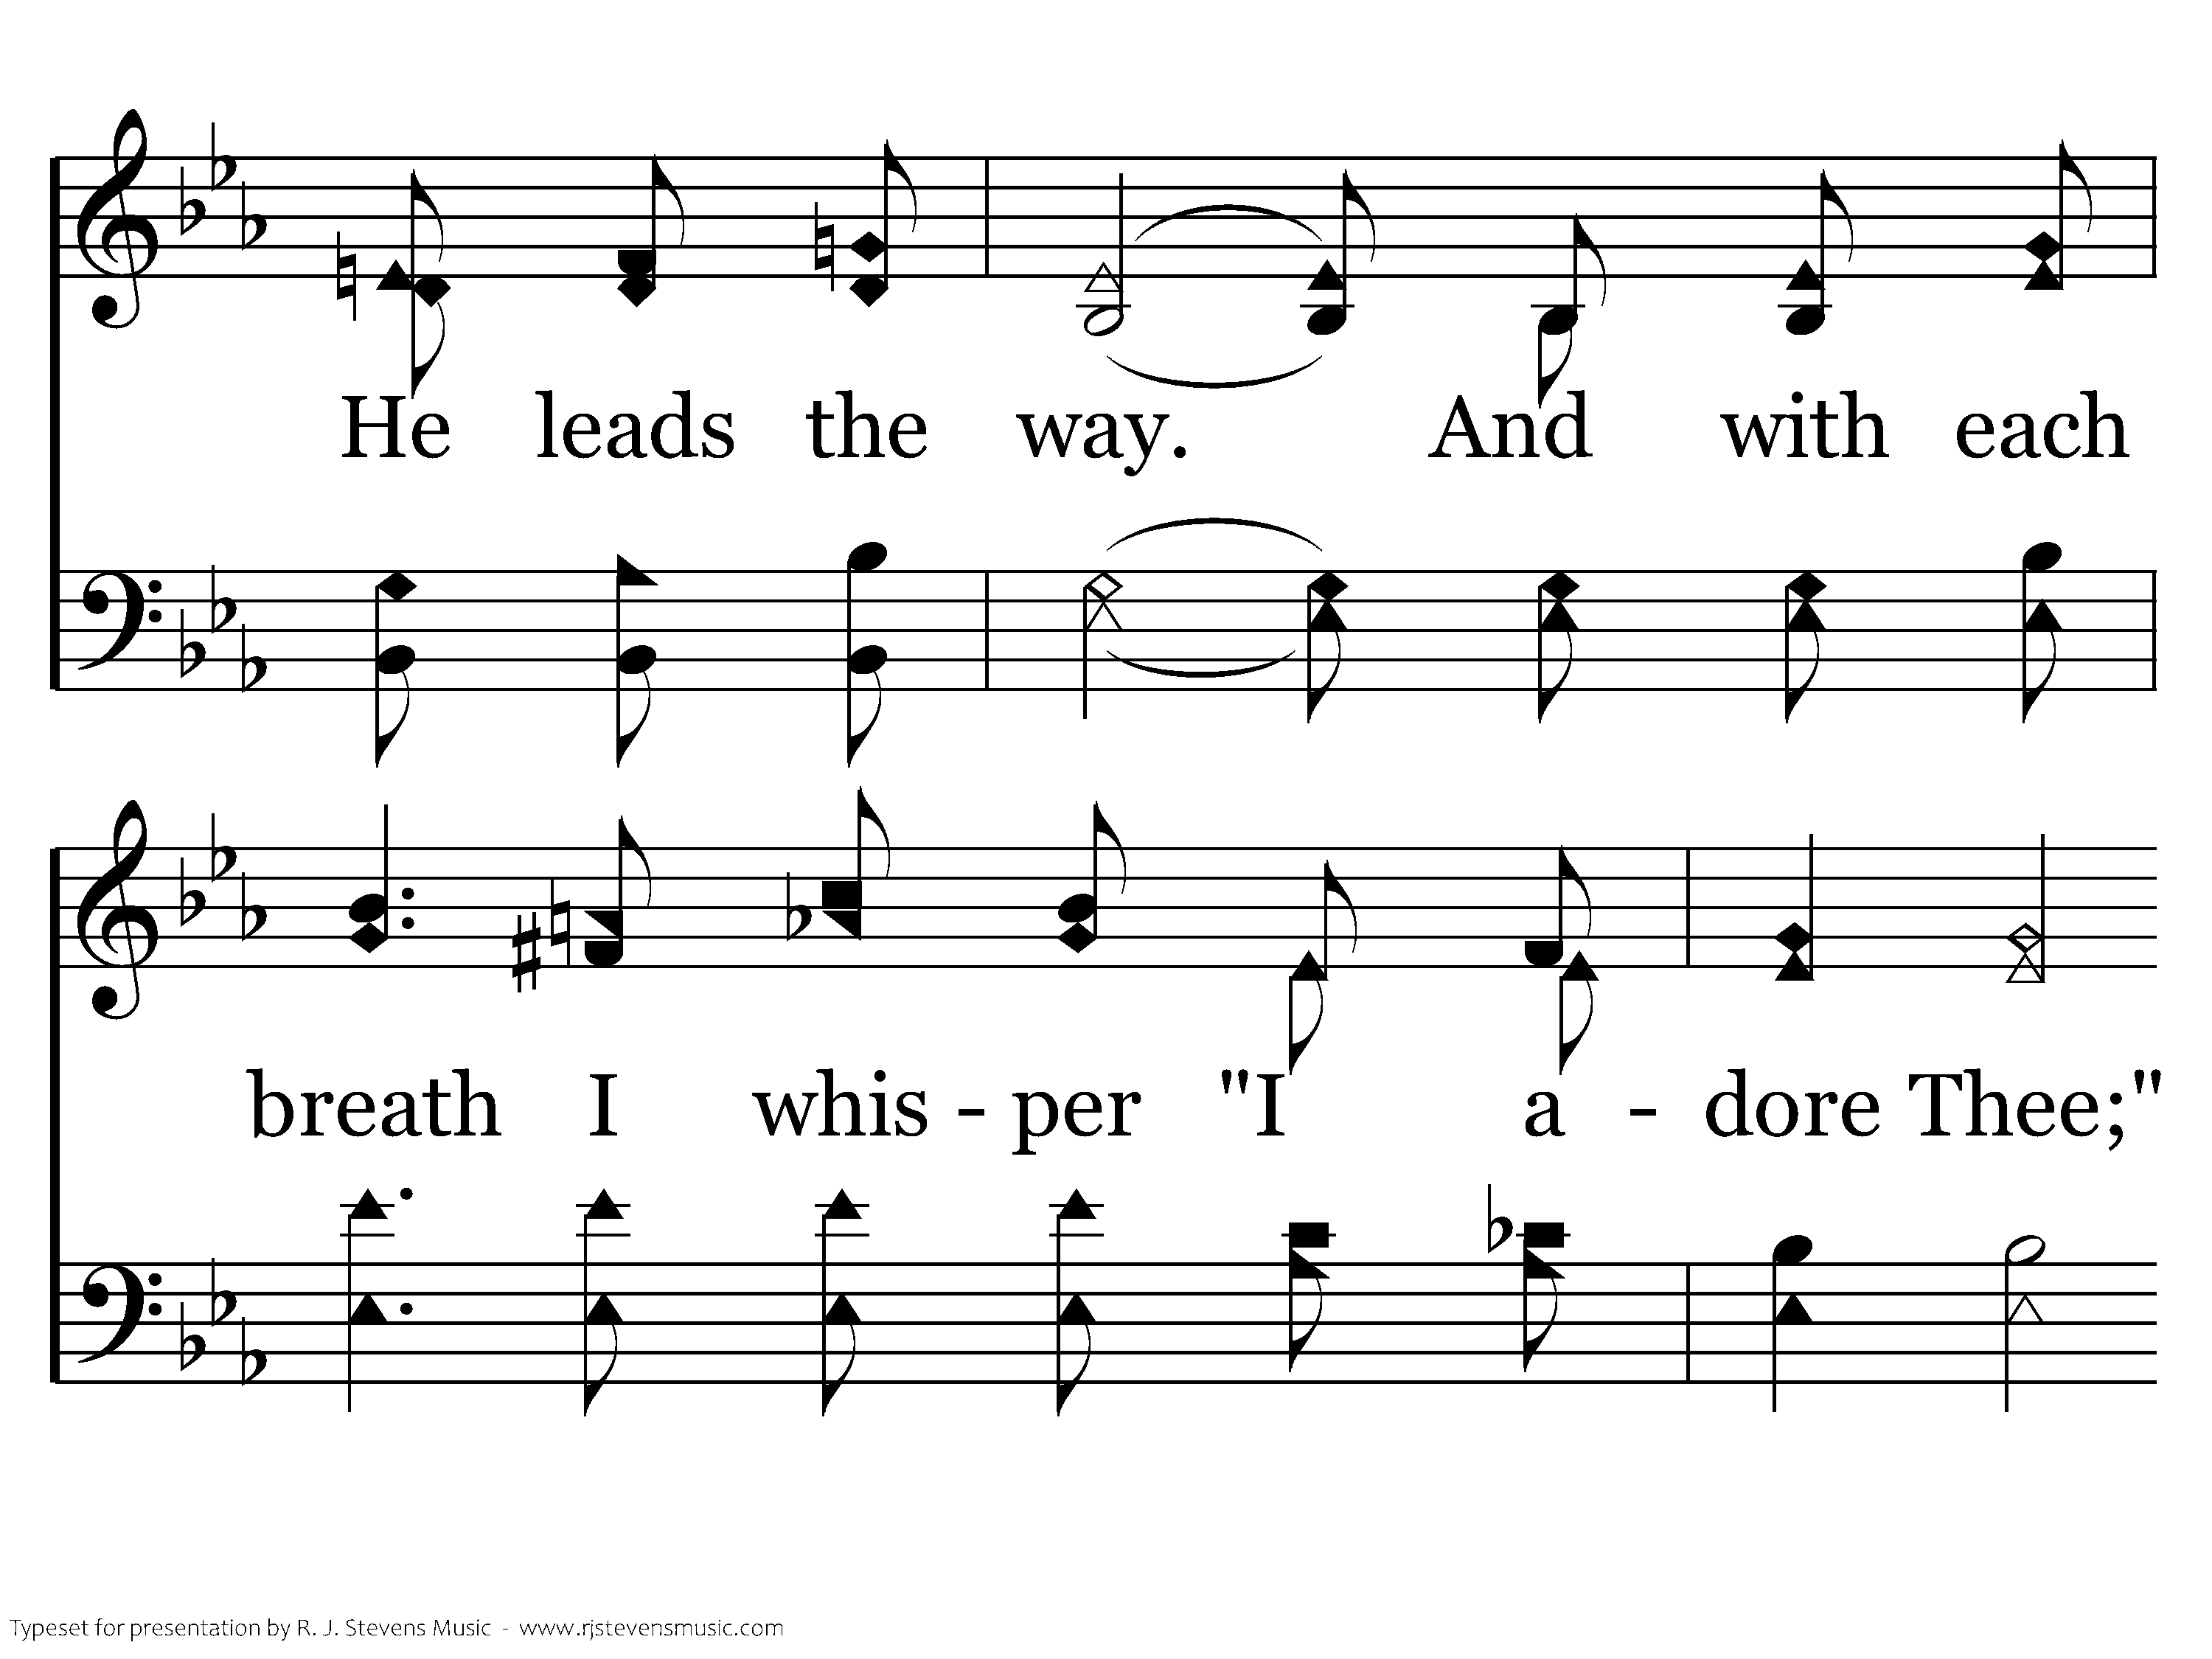 He leads the way. And with each
breath I whis - per "I a - dore Thee;"
Typeset for presentation by R. J. Stevens Music - www.rjstevensmusic.com